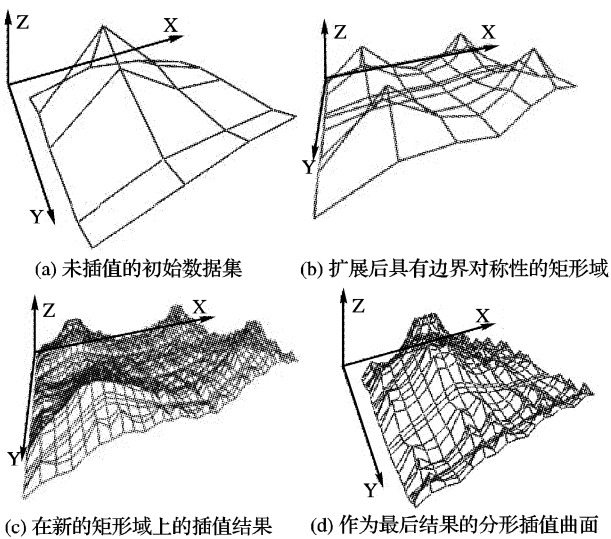 Z
X
Y
(a) 未插值的初始数据集
Z
X
Y
(b) 扩展后具有边界对称性的矩形域
Z
X
Y
(c) 在新的矩形域上的插值结果
Z
X
Y
(d) 作为最后结果的分形插值曲面